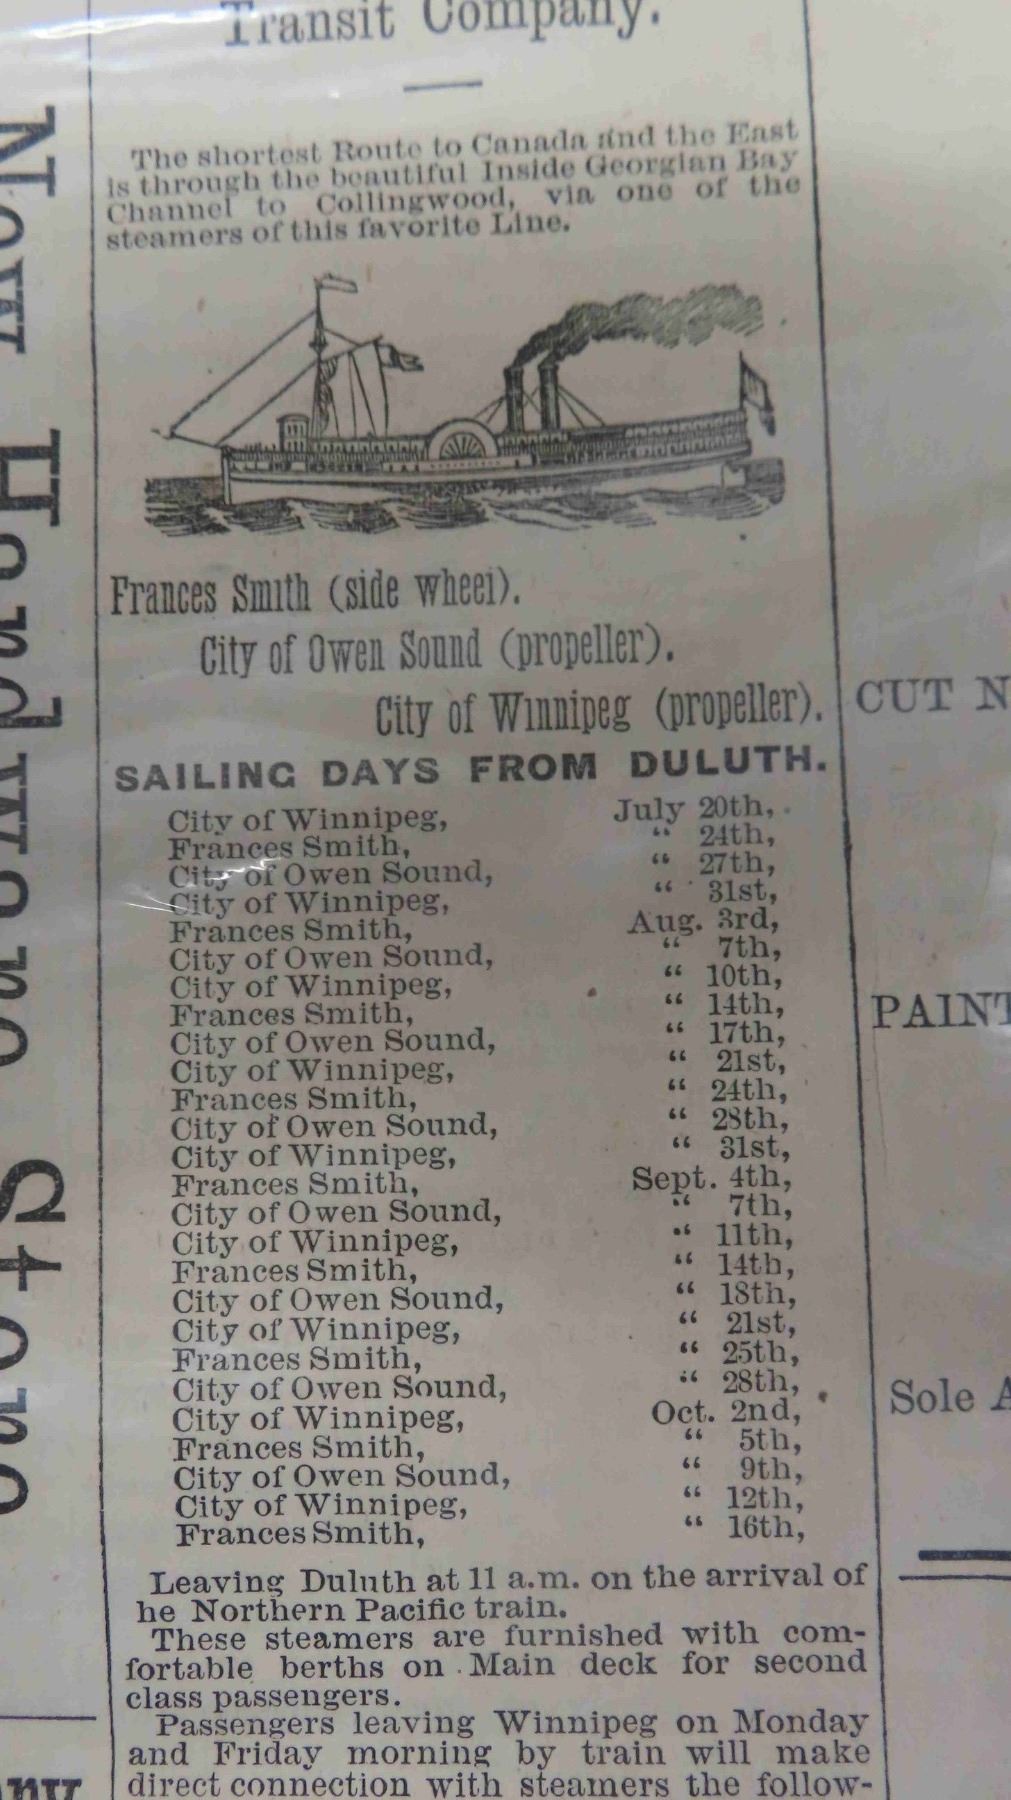 Transit Company.
The shortest Route to Canada and the East
is through the beautiful Inside Georgian Bay
Channel to Collingwood, via one of the
steamers of this favorite Line.
Frances Smith (side wheel).
City of Owen Sound (propeller).
City of Winnipeg (propeller).
SAILING DAYS FROM DULUTH.
City of Winnipeg, July 20th,
Frances Smith, “ 24th,
City of Owen Sound, “ 27th,
City of Winnipeg, “ 31st,
Frances Smith, Aug. 3rd,
City of Owen Sound, “ 7th,
City of Winnipeg, “ 10th,
Frances Smith, “ 14th,
City of Owen Sound, “ 17th,
City of Winnipeg, “ 21st,
Frances Smith, “ 24th,
City of Owen Sound, “ 28th,
City of Winnipeg, “ 31st,
Frances Smith, Sept. 4th,
City of Owen Sound, “ 7th,
City of Winnipeg, “ 11th,
Frances Smith, “ 14th,
City of Owen Sound, “ 18th,
City of Winnipeg, “ 21st,
Frances Smith, “ 25th,
City of Owen Sound, “ 28th,
City of Winnipeg, Oct. 2nd,
Frances Smith, “ 5th,
City of Owen Sound, “ 9th,
City of Winnipeg, “ 12th,
Frances Smith, “ 16th,
Leaving Duluth at 11 a.m. on the arrival of
he Northern Pacific train.
These steamers are furnished with com-
fortable berths on Main deck for second
class passengers.
Passengers leaving Winnipeg on Monday
and Friday morning by train will make
direct connection with steamers the follow-
CUT N
PAINT
Sole A